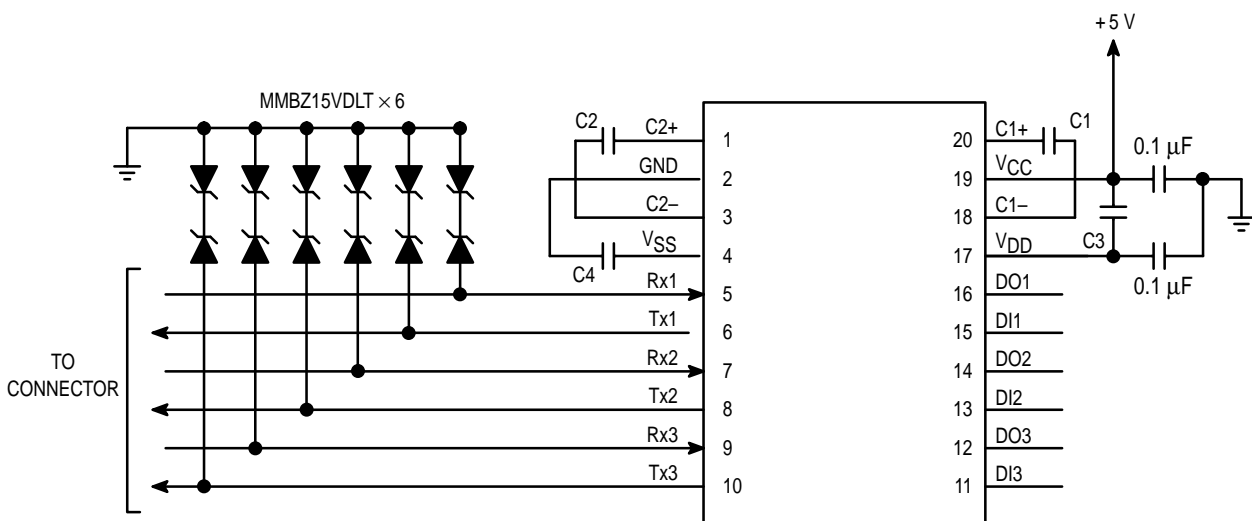 + 5 V
MMBZ15VDLT × 6
C2
C2+
1
20
C1+
C1
GND
2
19
VCC
0.1 µF
C2–
3
18
C1–
VSS
4
17
VDD
C3
C4
0.1 µF
Rx1
5
16
DO1
Tx1
6
15
DI1
TO
CONNECTOR
Rx2
7
14
DO2
Tx2
8
13
DI2
Rx3
9
12
DO3
Tx3
10
11
DI3